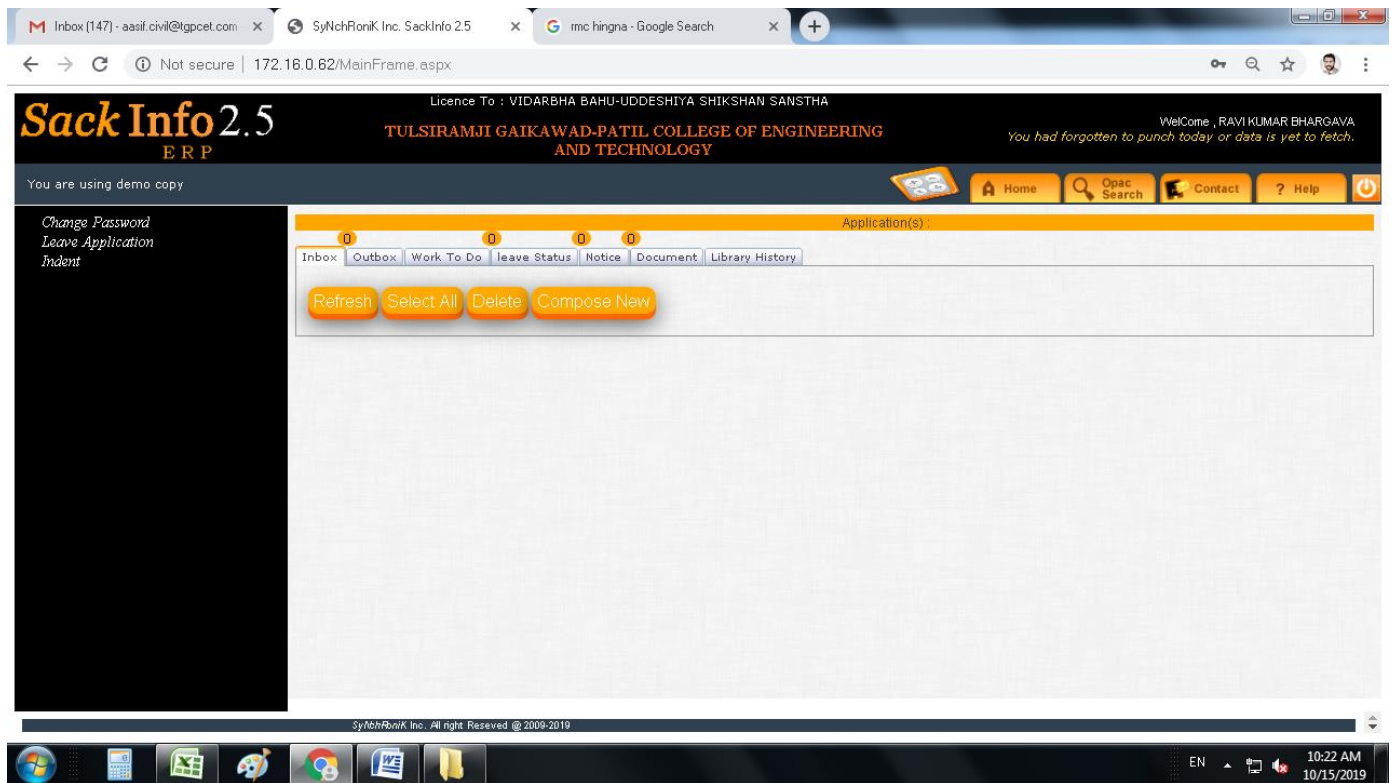 Inbox (147) - aasif.civil@tgpcet.com
SyNchRoniK Inc. SackInfo 2.5
rmc hingna - Google Search
Not secure | 172.16.0.62/MainFrame.aspx
Sack Info 2.5
ERP
Licence To : VIDARBHA BAHU-UDDESHIYA SHIKSHAN SANSTHA
TULSIRAMJI GAIKAWAD-PATIL COLLEGE OF ENGINEERING
AND TECHNOLOGY
WelCome , RAVI KUMAR BHARGAVA
You had forgotten to punch today or data is yet to fetch.
You are using demo copy
Home
Opac
Search
Contact
? Help
Change Password
Leave Application
Indent
Application(s) :
0 0 0 0
Inbox Outbox Work To Do leave Status Notice Document Library History
Refresh Select All Delete Compose New
SyNchRoniK Inc. All right Reseved @ 2009-2019
EN
10:22 AM
10/15/2019